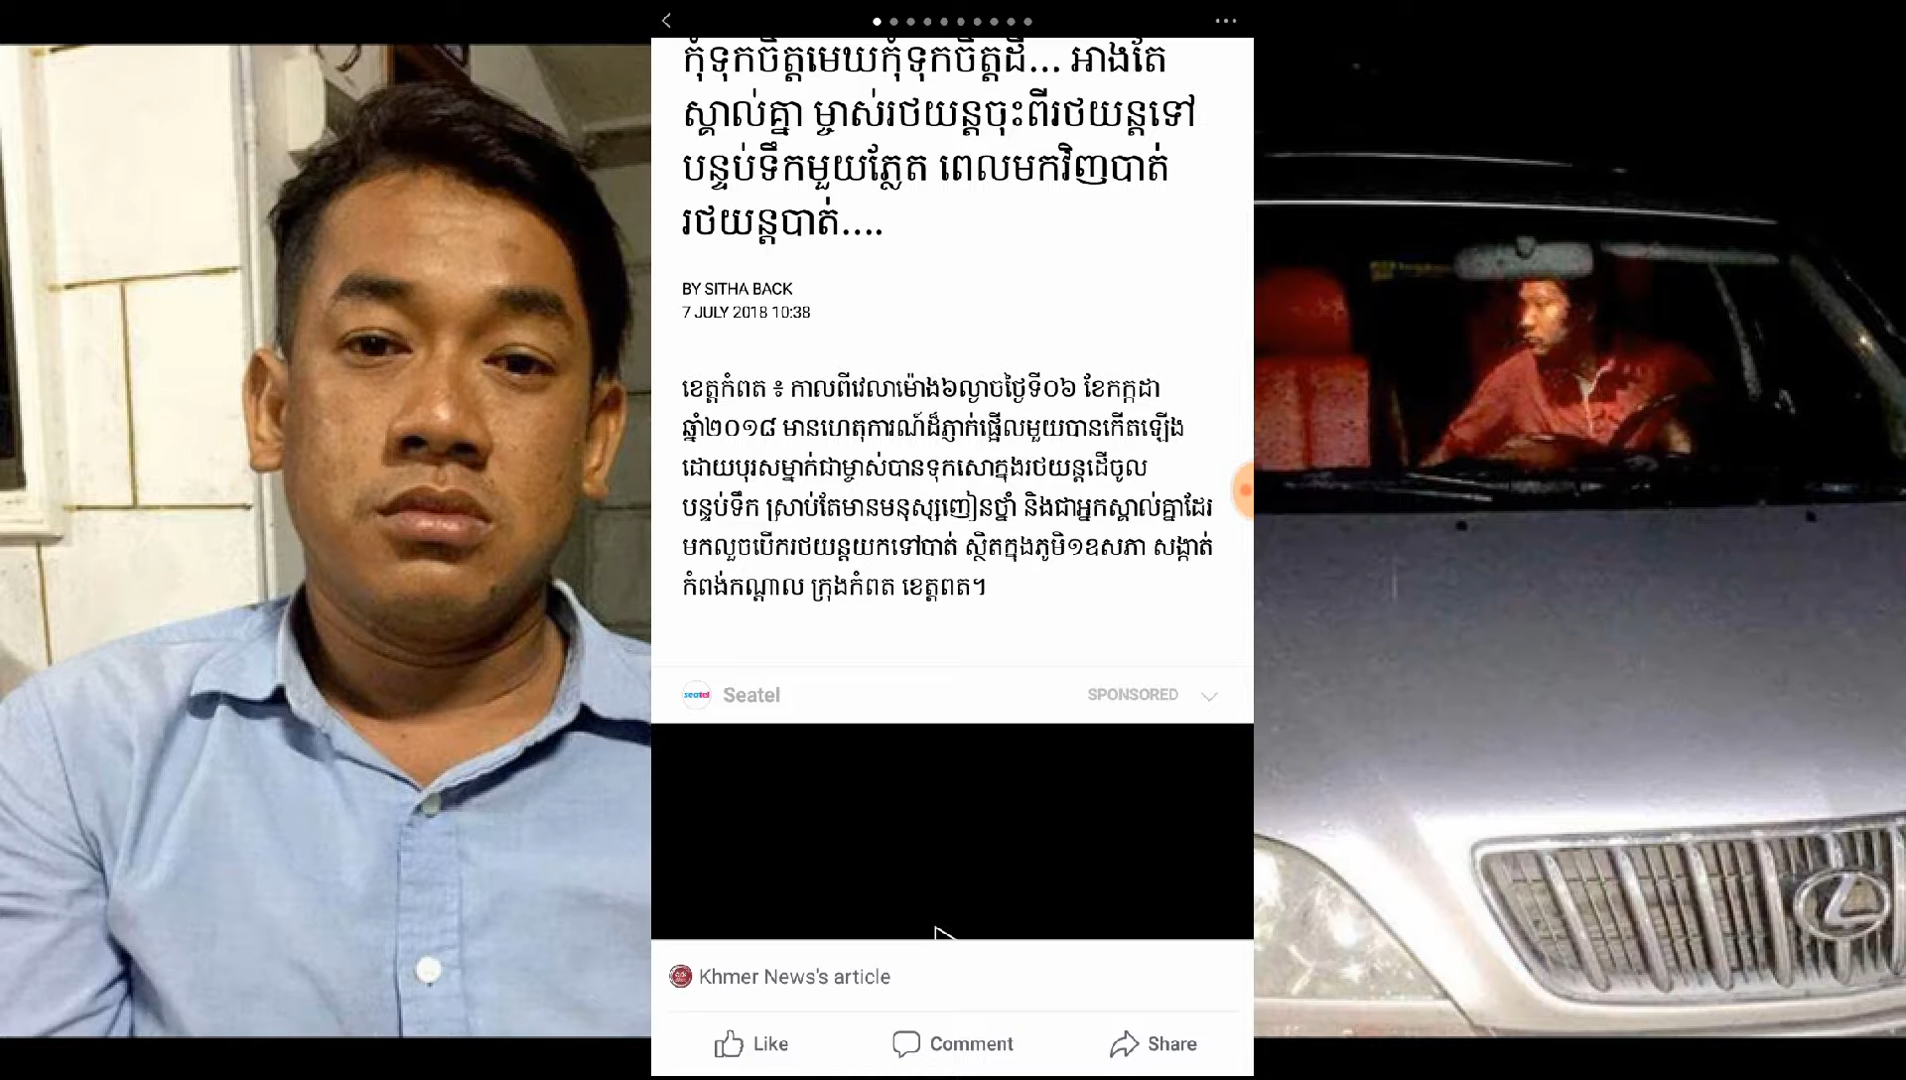 កុំទុកចិត្តមេឃកុំទុកចិត្តដី... អាងតែ
ស្គាល់គ្នា ម្ចាស់រថយន្តចុះពីរថយន្តទៅ
បន្ទប់ទឹកមួយភ្លែត ពេលមកវិញបាត់
រថយន្តបាត់....
BY SITHA BACK
7 JULY 2018 10:38
ខេត្តកំពត ៖ កាលពីវេលាម៉ោង៦ល្ងាចថ្ងៃទី០៦ ខែកក្កដា
ឆ្នាំ២០១៨ មានហេតុការណ៍ដ៏ភ្ញាក់ផ្អើលមួយបានកើតឡើង
ដោយបុរសម្នាក់ជាម្ចាស់បានទុកសោក្នុងរថយន្តដើចូល
បន្ទប់ទឹក ស្រាប់តែមានមនុស្សញៀនថ្នាំ និងជាអ្នកស្គាល់គ្នាដែរ
មកលួចបើករថយន្តយកទៅបាត់ ស្ថិតក្នុងភូមិ១ឧសភា សង្កាត់
កំពង់កណ្តាល ក្រុងកំពត ខេត្តពត។
seatel Seatel SPONSORED
Khmer News's article
Like Comment Share